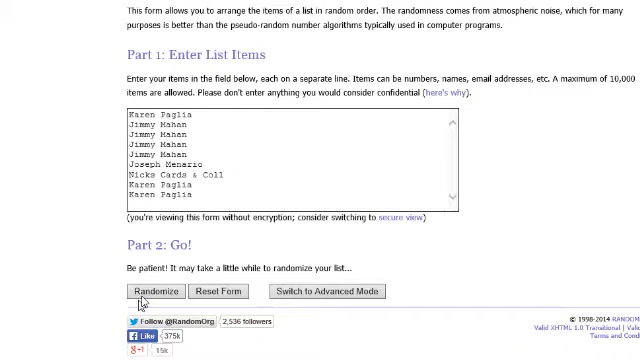 This form allows you to arrange the items of a list in random order. The randomness comes from atmospheric noise, which for many
purposes is better than the pseudo-random number algorithms typically used in computer programs.
Part 1: Enter List Items
Enter your items in the field below, each on a separate line. Items can be numbers, names, email addresses, etc. A maximum of 10,000
items are allowed. Please don't enter anything you would consider confidential (here's why).
Karen Paglia
Jimmy Mahan
Jimmy Mahan
Jimmy Mahan
Jimmy Mahan
Joseph Menario
Nicks Cards & Coll
Karen Paglia
Karen Paglia
(you're viewing this form without encryption; consider switching to secure view)
Part 2: Go!
Be patient! It may take a little while to randomize your list...
Randomize Reset Form Switch to Advanced Mode
© 1998-2014 RANDOM
Follow @RandomOrg 2,536 followers
Valid XHTML 1.0 Transitional | Valid
Like 375k
Terms and Condi
g+1 15k